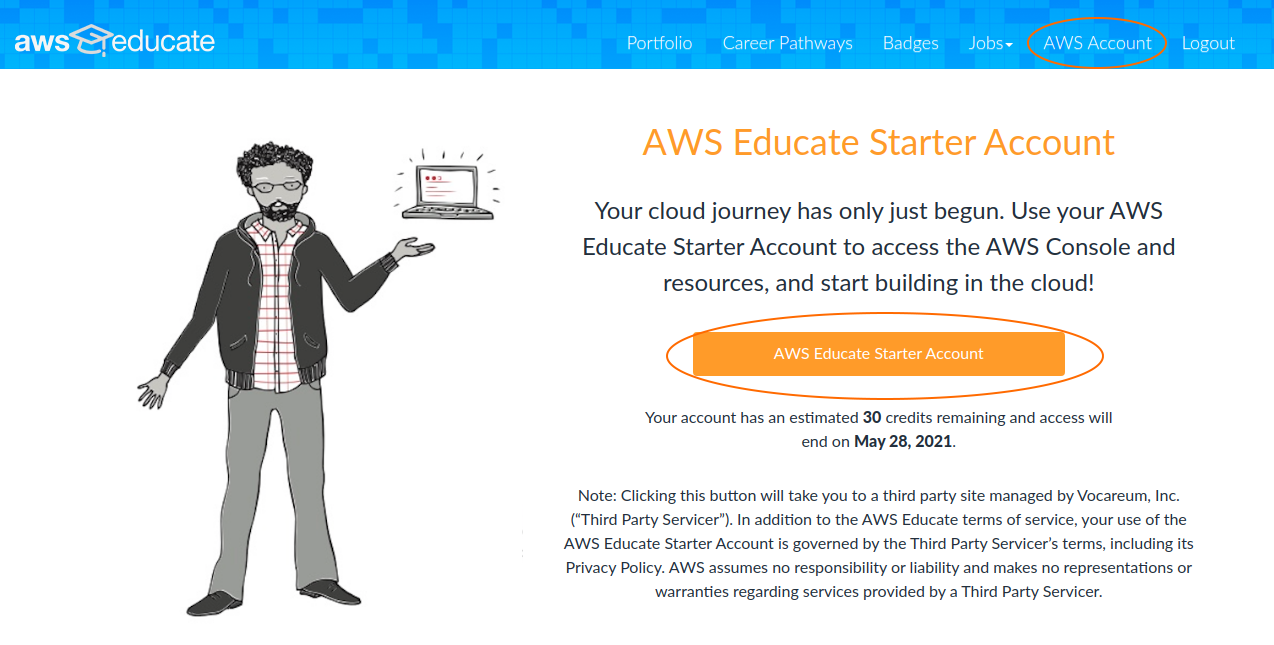 aws educate
Portfolio Career Pathways Badges Jobs AWS Account Logout
AWS Educate Starter Account
Your cloud journey has only just begun. Use your AWS
Educate Starter Account to access the AWS Console and
resources, and start building in the cloud!
AWS Educate Starter Account
Your account has an estimated 30 credits remaining and access will
end on May 28, 2021.
Note: Clicking this button will take you to a third party site managed by Vocareum, Inc.
(“Third Party Servicer”). In addition to the AWS Educate terms of service, your use of the
AWS Educate Starter Account is governed by the Third Party Servicer’s terms, including its
Privacy Policy. AWS assumes no responsibility or liability and makes no representations or
warranties regarding services provided by a Third Party Servicer.